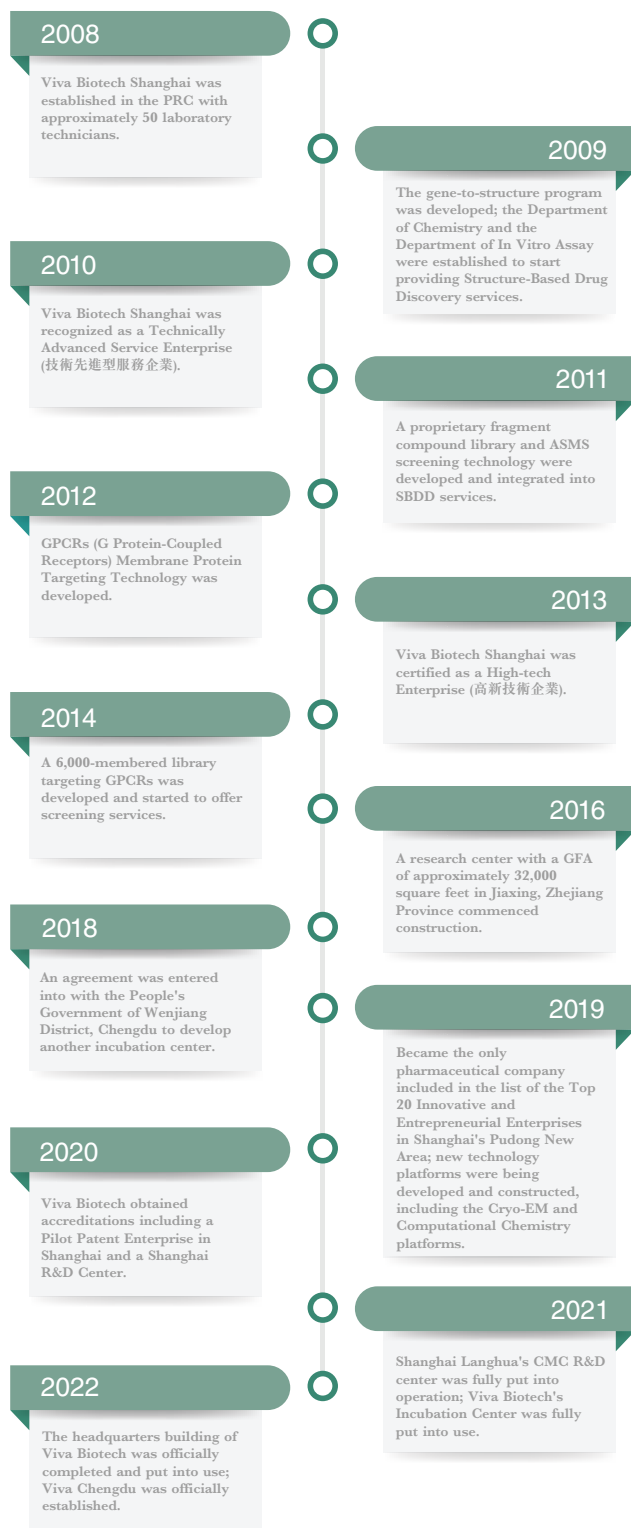 2008
Viva Biotech Shanghai was
established in the PRC with
approximately 50 laboratory
technicians.
2009
The gene-to-structure program
was developed; the Department
of Chemistry and the
Department of In Vitro Assay
were established to start
providing Structure-Based Drug
Discovery services.
2010
Viva Biotech Shanghai was
recognized as a Technically
Advanced Service Enterprise
(技術先進型服務企業).
2011
A proprietary fragment
compound library and ASMS
screening technology were
developed and integrated into
SBDD services.
2012
GPCRs (G Protein-Coupled
Receptors) Membrane Protein
Targeting Technology was
developed.
2013
Viva Biotech Shanghai was
certified as a High-tech
Enterprise (高新技術企業).
2014
A 6,000-membered library
targeting GPCRs was
developed and started to offer
screening services.
2016
A research center with a GFA
of approximately 32,000
square feet in Jiaxing, Zhejiang
Province commenced
construction.
2018
An agreement was entered
into with the People's
Government of Wenjiang
District, Chengdu to develop
another incubation center.
2019
Became the only
pharmaceutical company
included in the list of the Top
20 Innovative and
Entrepreneurial Enterprises
in Shanghai's Pudong New
Area; new technology
platforms were being
developed and constructed,
including the Cryo-EM and
Computational Chemistry
platforms.
2020
Viva Biotech obtained
accreditations including a
Pilot Patent Enterprise in
Shanghai and a Shanghai
R&D Center.
2021
Shanghai Langhua's CMC R&D
center was fully put into
operation; Viva Biotech's
Incubation Center was fully
put into use.
2022
The headquarters building of
Viva Biotech was officially
completed and put into use;
Viva Chengdu was officially
established.